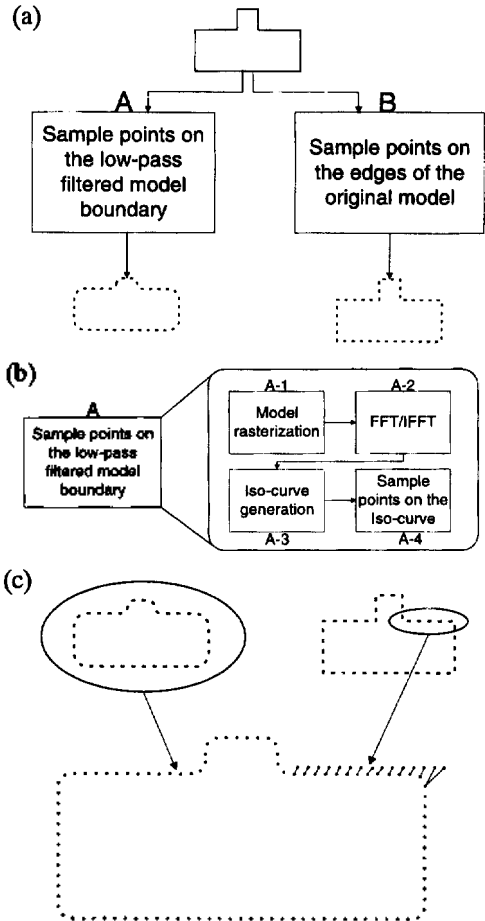 (a)
A
B
Sample points on
the low-pass
filtered model
boundary
Sample points on
the edges of the
original model
(b)
A
Sample points on
the low-pass
filtered model
boundary
A-1
A-2
Model
rasterization
FFT/IFFT
Iso-curve
generation
Sample
points on the
Iso-curve
A-3
A-4
(c)